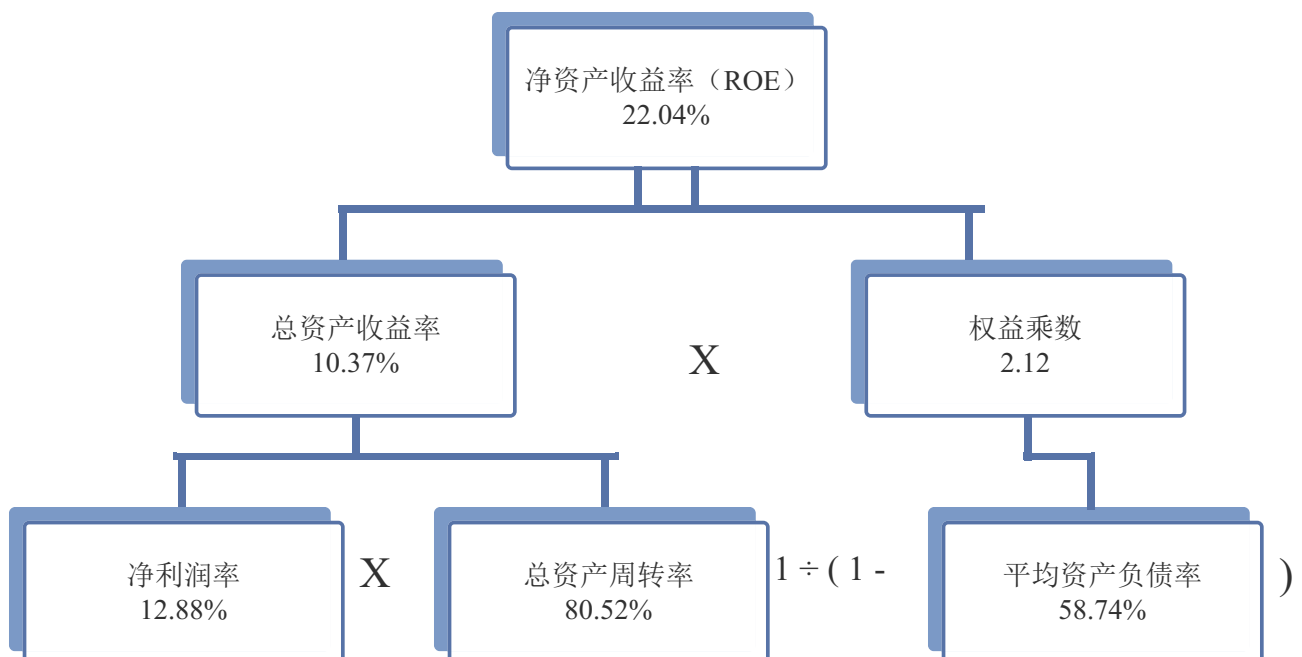 净资产收益率（ROE）
22.04%
总资产收益率
10.37%
X
权益乘数
2.12
净利润率
12.88%
X
总资产周转率
80.52%
1 ÷ ( 1 -
平均资产负债率
58.74%
)